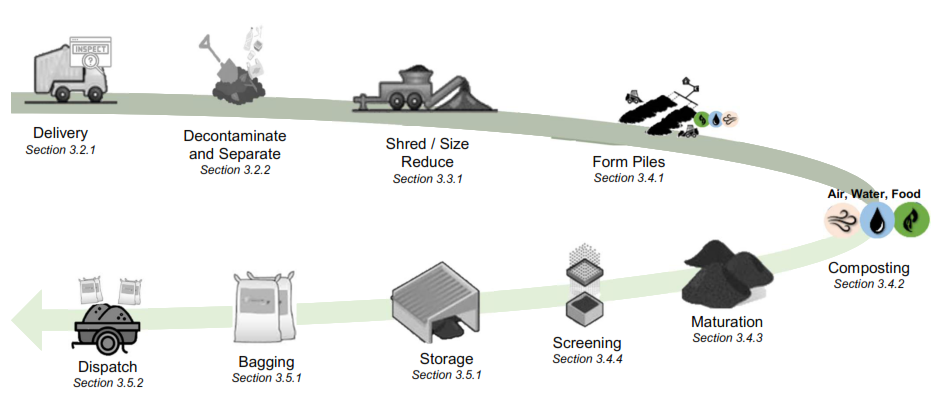 INSPECT
?
Delivery
Section 3.2.1
Decontaminate
and Separate
Section 3.2.2
Shred / Size
Reduce
Section 3.3.1
Form Piles
Section 3.4.1
Air, Water, Food
Composting
Section 3.4.2
Maturation
Section 3.4.3
Screening
Section 3.4.4
Storage
Section 3.5.1
Bagging
Section 3.5.1
Dispatch
Section 3.5.2